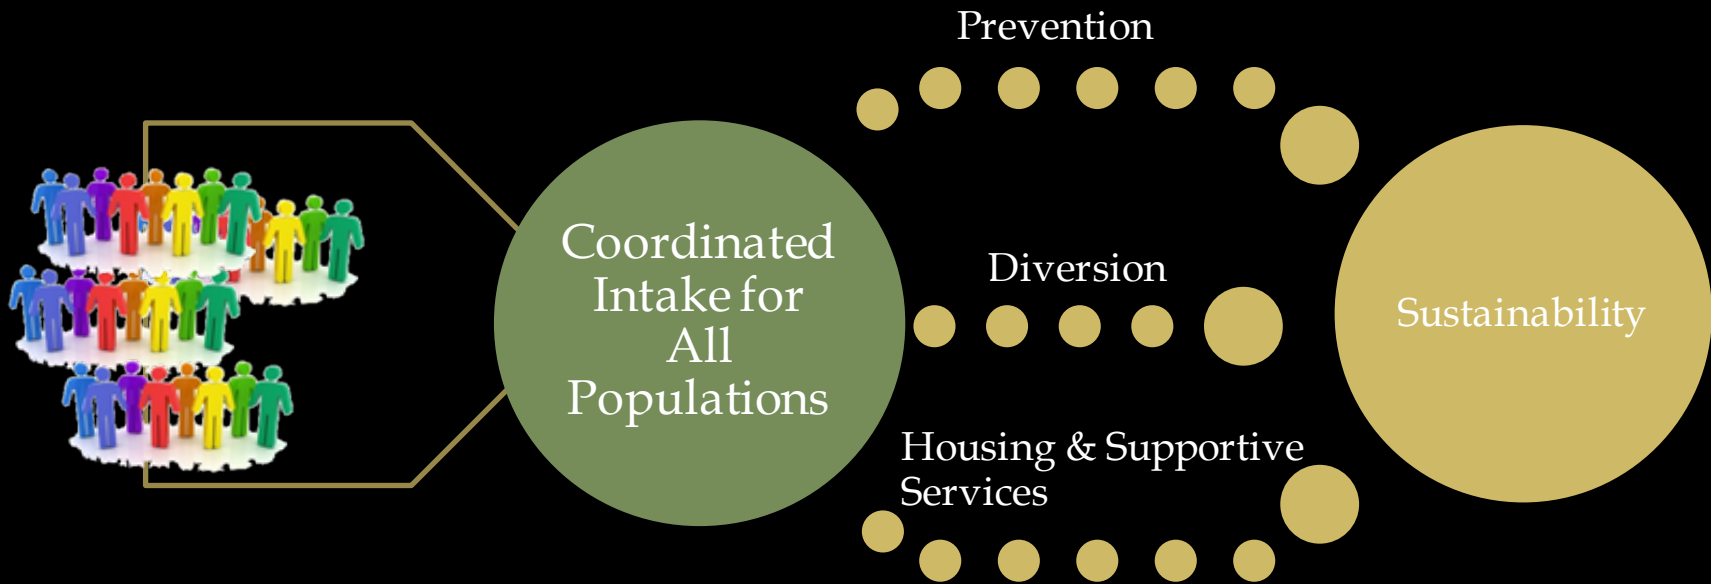 Prevention
Coordinated
Intake for
All
Populations
Diversion
Housing & Supportive
Services
Sustainability